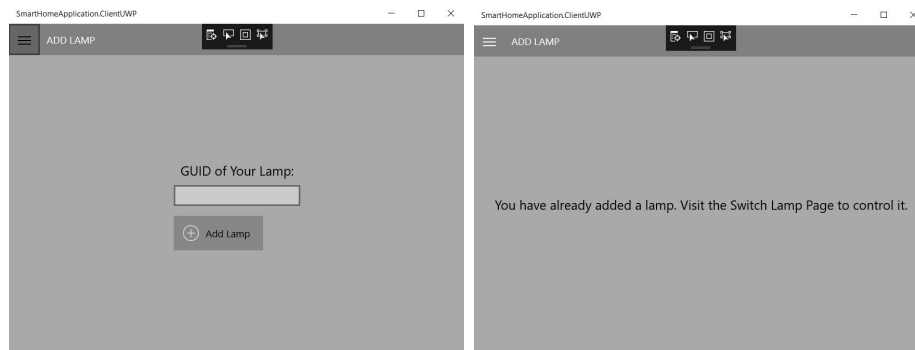 SmartHomeApplication.ClientUWP
ADD LAMP
GUID of Your Lamp:
Add Lamp
SmartHomeApplication.ClientUWP
ADD LAMP
You have already added a lamp. Visit the Switch Lamp Page to control it.